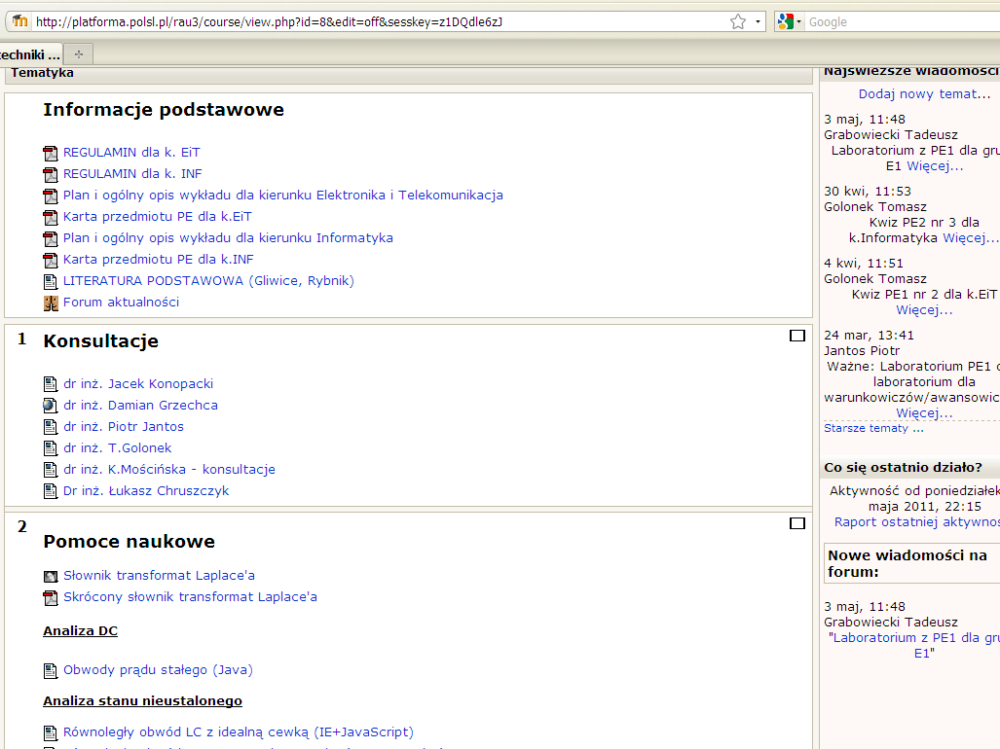 http://platforma.polsl.pl/rau3/course/view.php?id=8&edit=off&sesskey=z1DQdle6zJ
Google
techniki ...
Tematyka
Informacje podstawowe
REGULAMIN dla k. EiT
REGULAMIN dla k. INF
Plan i ogólny opis wykładu dla kierunku Elektronika i Telekomunikacja
Karta przedmiotu PE dla k.EiT
Plan i ogólny opis wykładu dla kierunku Informatyka
Karta przedmiotu PE dla k.INF
LITERATURA PODSTAWOWA (Gliwice, Rybnik)
Forum aktualności
1 Konsultacje
dr inż. Jacek Konopacki
dr inż. Damian Grzechca
dr inż. Piotr Jantos
dr inż. T.Golonek
dr inż. K.Mościńska - konsultacje
Dr inż. Łukasz Chruszczyk
2
Pomoce naukowe
Słownik transformat Laplace'a
Skrócony słownik transformat Laplace'a
Analiza DC
Obwody prądu stałego (Java)
Analiza stanu nieustalonego
Równoległy obwód LC z idealną cewką (IE+JavaScript)
Najświeższe wiadomości
Dodaj nowy temat...
3 maj, 11:48
Grabowiecki Tadeusz
Laboratorium z PE1 dla gru
E1 Więcej...
30 kwi, 11:53
Golonek Tomasz
Kwiz PE2 nr 3 dla
k.Informatyka Więcej...
4 kwi, 11:51
Golonek Tomasz
Kwiz PE1 nr 2 dla k.EiT
Więcej...
24 mar, 13:41
Jantos Piotr
Ważne: Laboratorium PE1
laboratorium dla
warunkowiczów/awansowic
Więcej...
Starsze tematy ...
Co się ostatnio działo?
Aktywność od poniedziałek
maja 2011, 22:15
Raport ostatniej aktywnoś
Nowe wiadomości na
forum:
3 maj, 11:48
Grabowiecki Tadeusz
"Laboratorium z PE1 dla gru
E1"